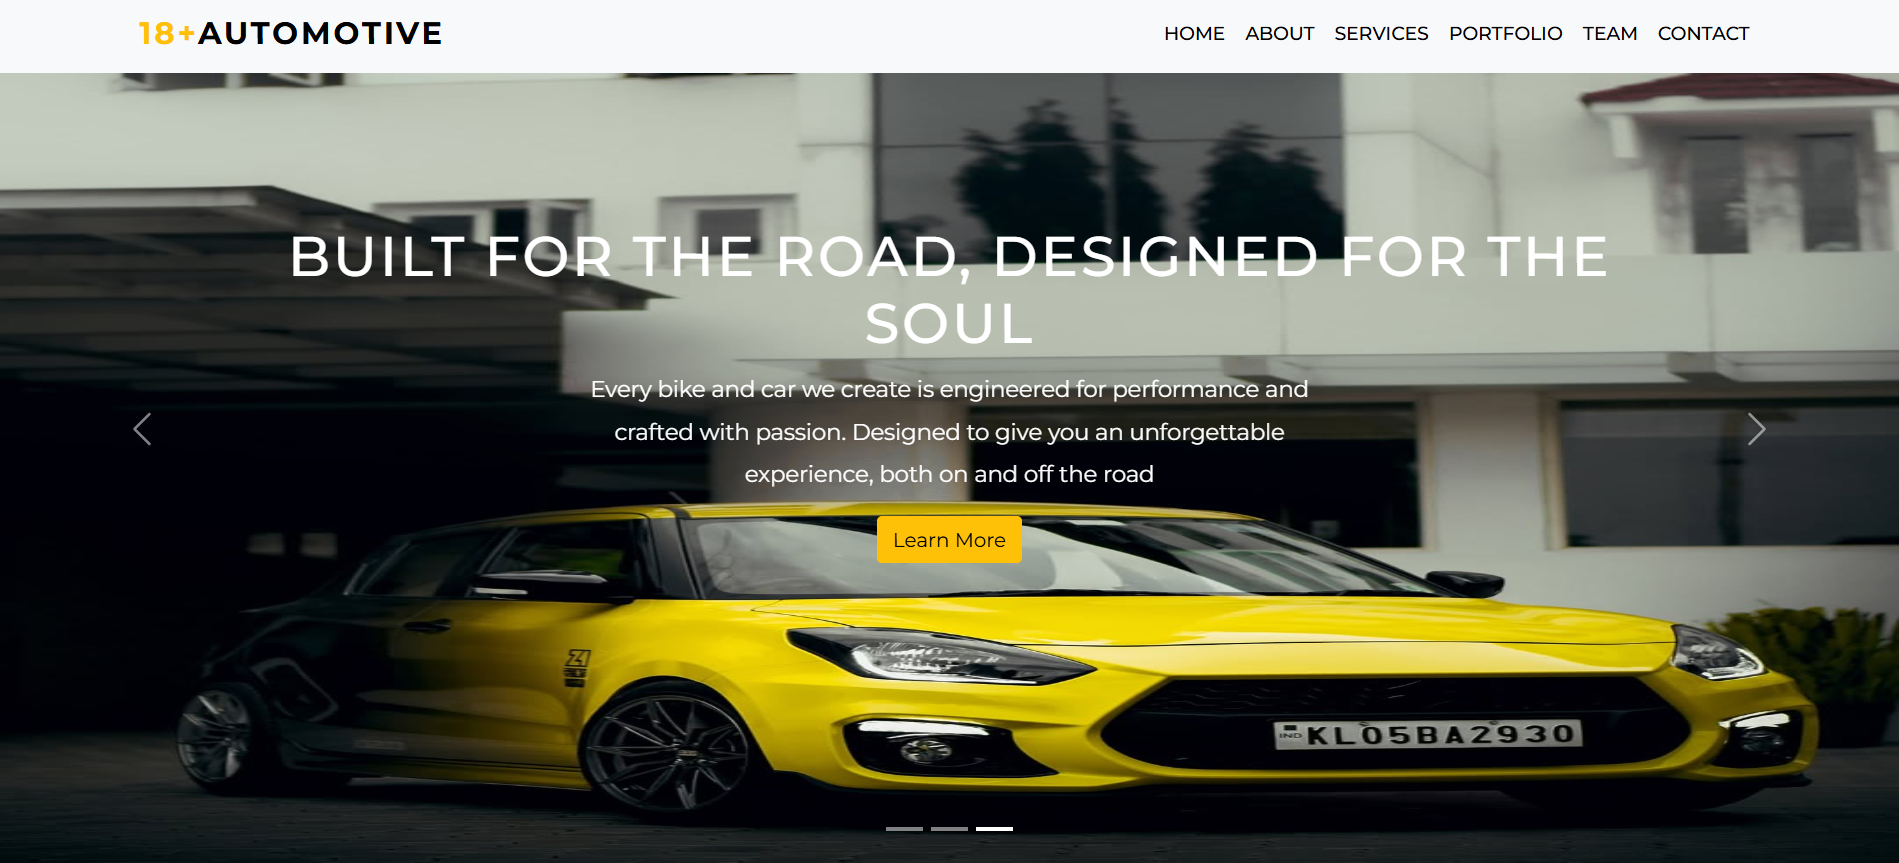 18+AUTOMOTIVE
HOME ABOUT SERVICES PORTFOLIO TEAM CONTACT
BUILT FOR THE ROAD, DESIGNED FOR THE
SOUL
Every bike and car we create is engineered for performance and
crafted with passion. Designed to give you an unforgettable
experience, both on and off the road
Learn More
IND KL05BA2930